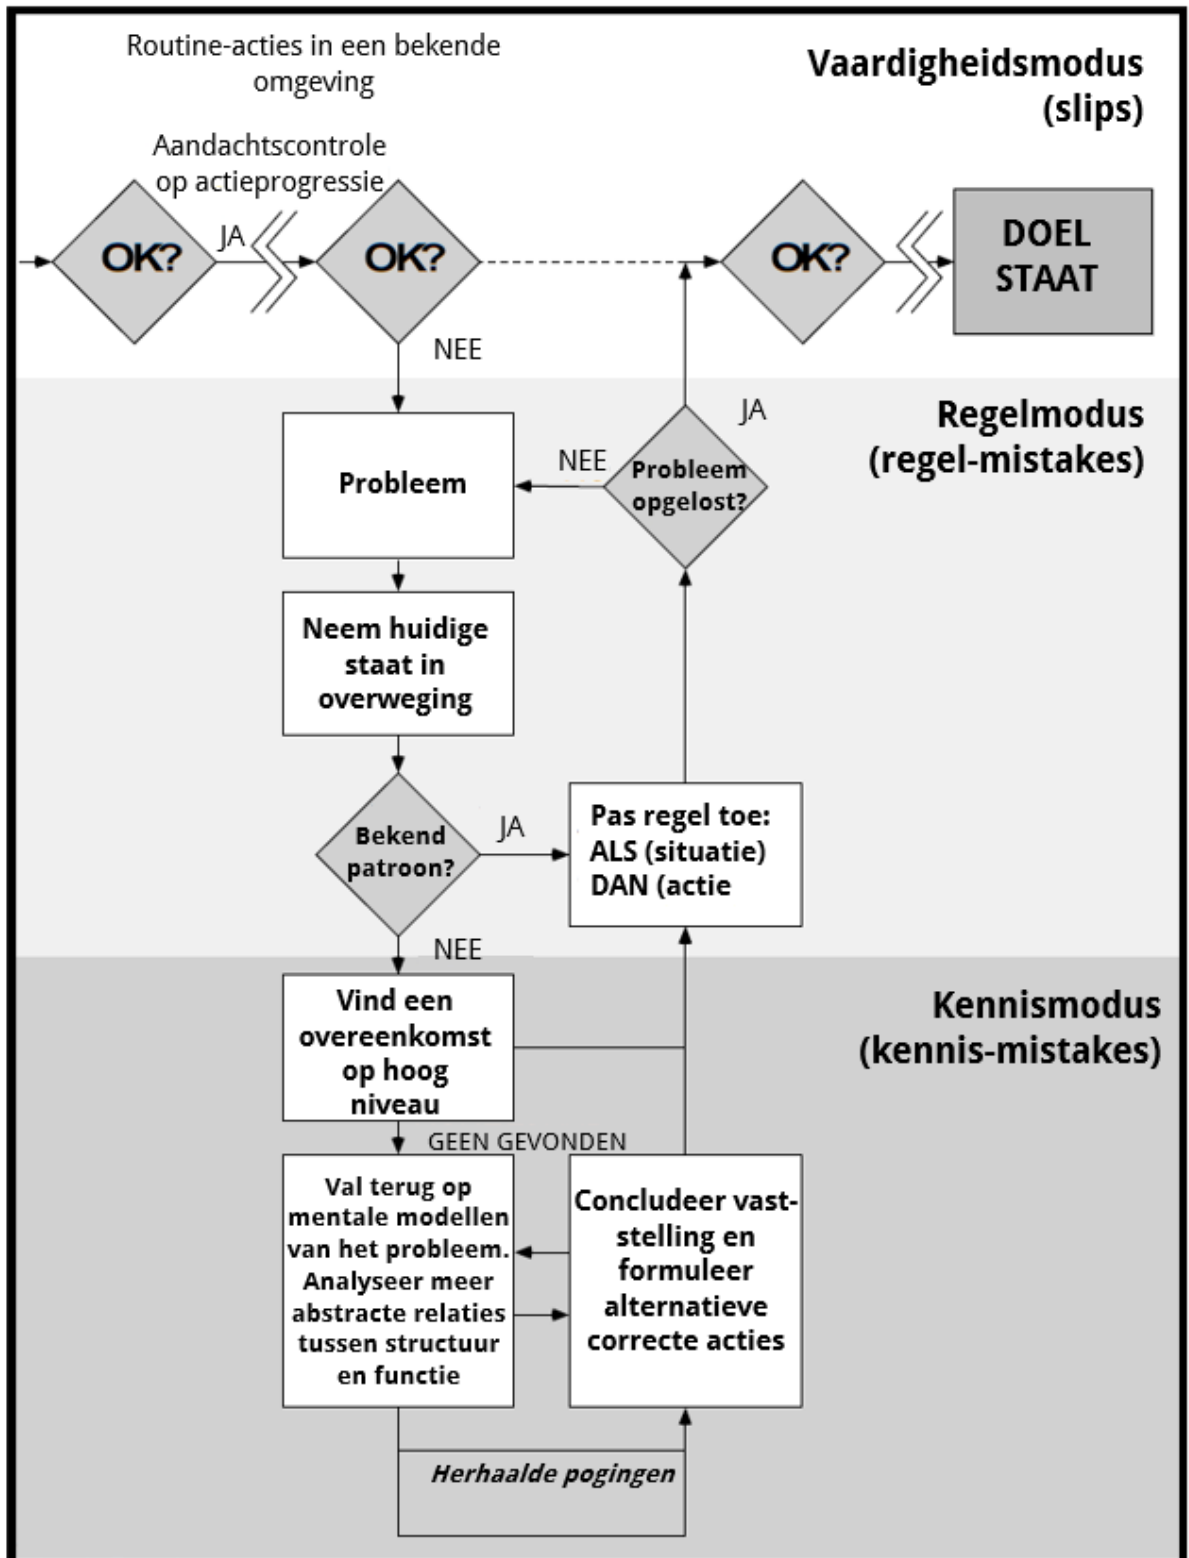 Routine-acties in een bekende
omgeving
Vaardigheidsmodus
(slips)
Aandachtscontrole
op actieprogressie
OK?
JA
OK?
OK?
DOEL
STAAT
NEE
Regelmodus
(regel-mistakes)
Probleem
NEE
Probleem
opgelost?
JA
Neem huidige
staat in
overweging
Bekend
patroon?
JA
Pas regel toe:
ALS (situatie)
DAN (actie
NEE
Kennismodus
(kennis-mistakes)
Vind een
overeenkomst
op hoog
niveau
GEEN GEVONDEN
Val terug op
mentale modellen
van het probleem.
Analyseer meer
abstracte relaties
tussen structuur
en functie
Concludeer vast-
stelling en
formuleer
alternatieve
correcte acties
Herhaalde pogingen